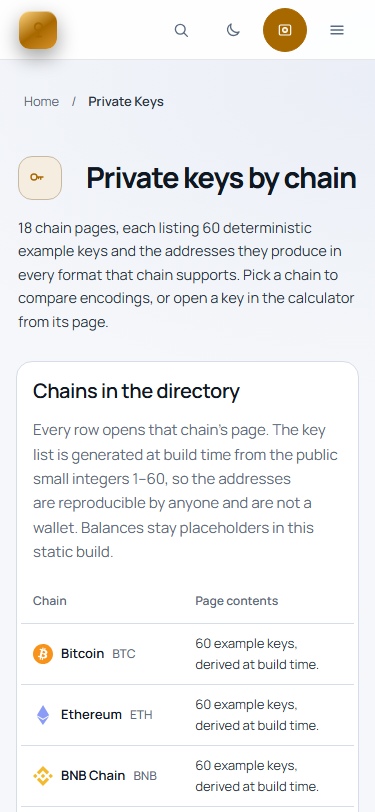 Home / Private Keys
Private keys by chain
18 chain pages, each listing 60 deterministic
example keys and the addresses they produce in
every format that chain supports. Pick a chain to
compare encodings, or open a key in the calculator
from its page.
Chains in the directory
Every row opens that chain's page. The key
list is generated at build time from the public
small integers 1–60, so the addresses
are reproducible by anyone and are not a
wallet. Balances stay placeholders in this
static build.
Chain Page contents
Bitcoin BTC 60 example keys,
derived at build time.
Ethereum ETH 60 example keys,
derived at build time.
BNB Chain BNB 60 example keys,
derived at build time.